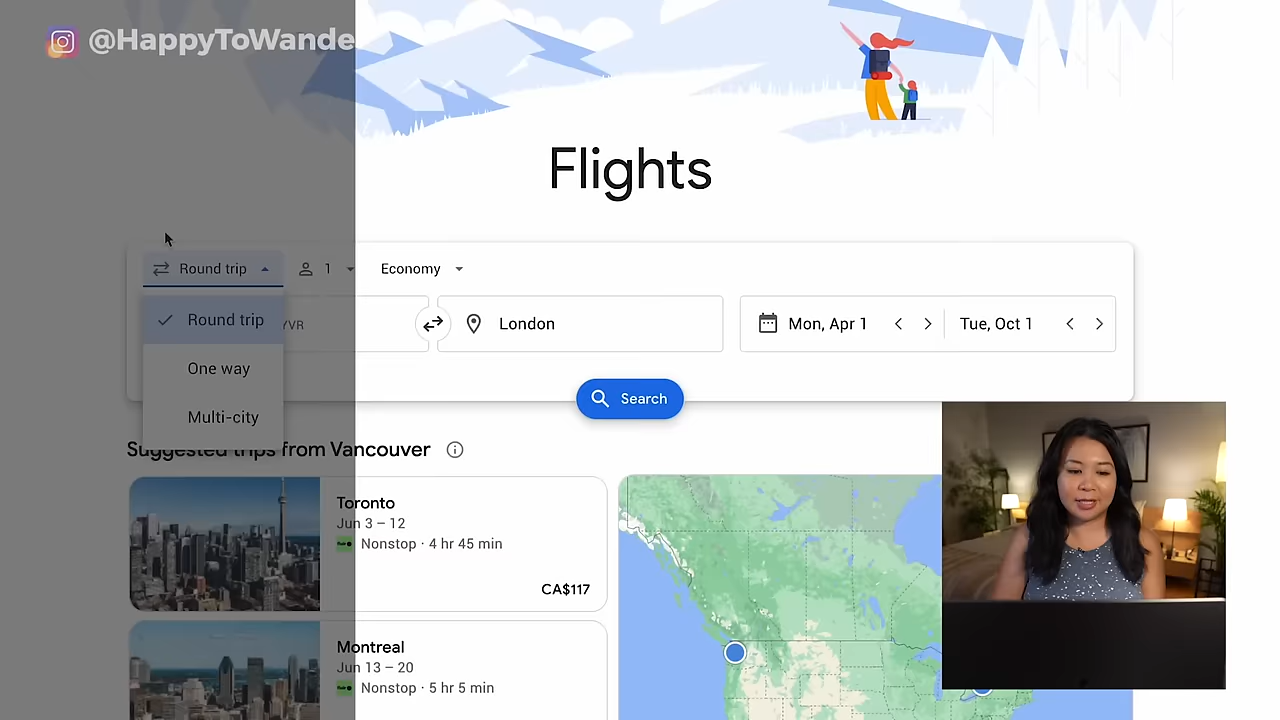 @HappyToWande
Flights
Round trip 1 Economy
Round trip
One way
Multi-city
YVR
London
Mon, Apr 1
Tue, Oct 1
Search
Suggested trips from Vancouver
Toronto
Jun 3 – 12
Nonstop · 4 hr 45 min
CA$117
Montreal
Jun 13 – 20
Nonstop · 5 hr 5 min